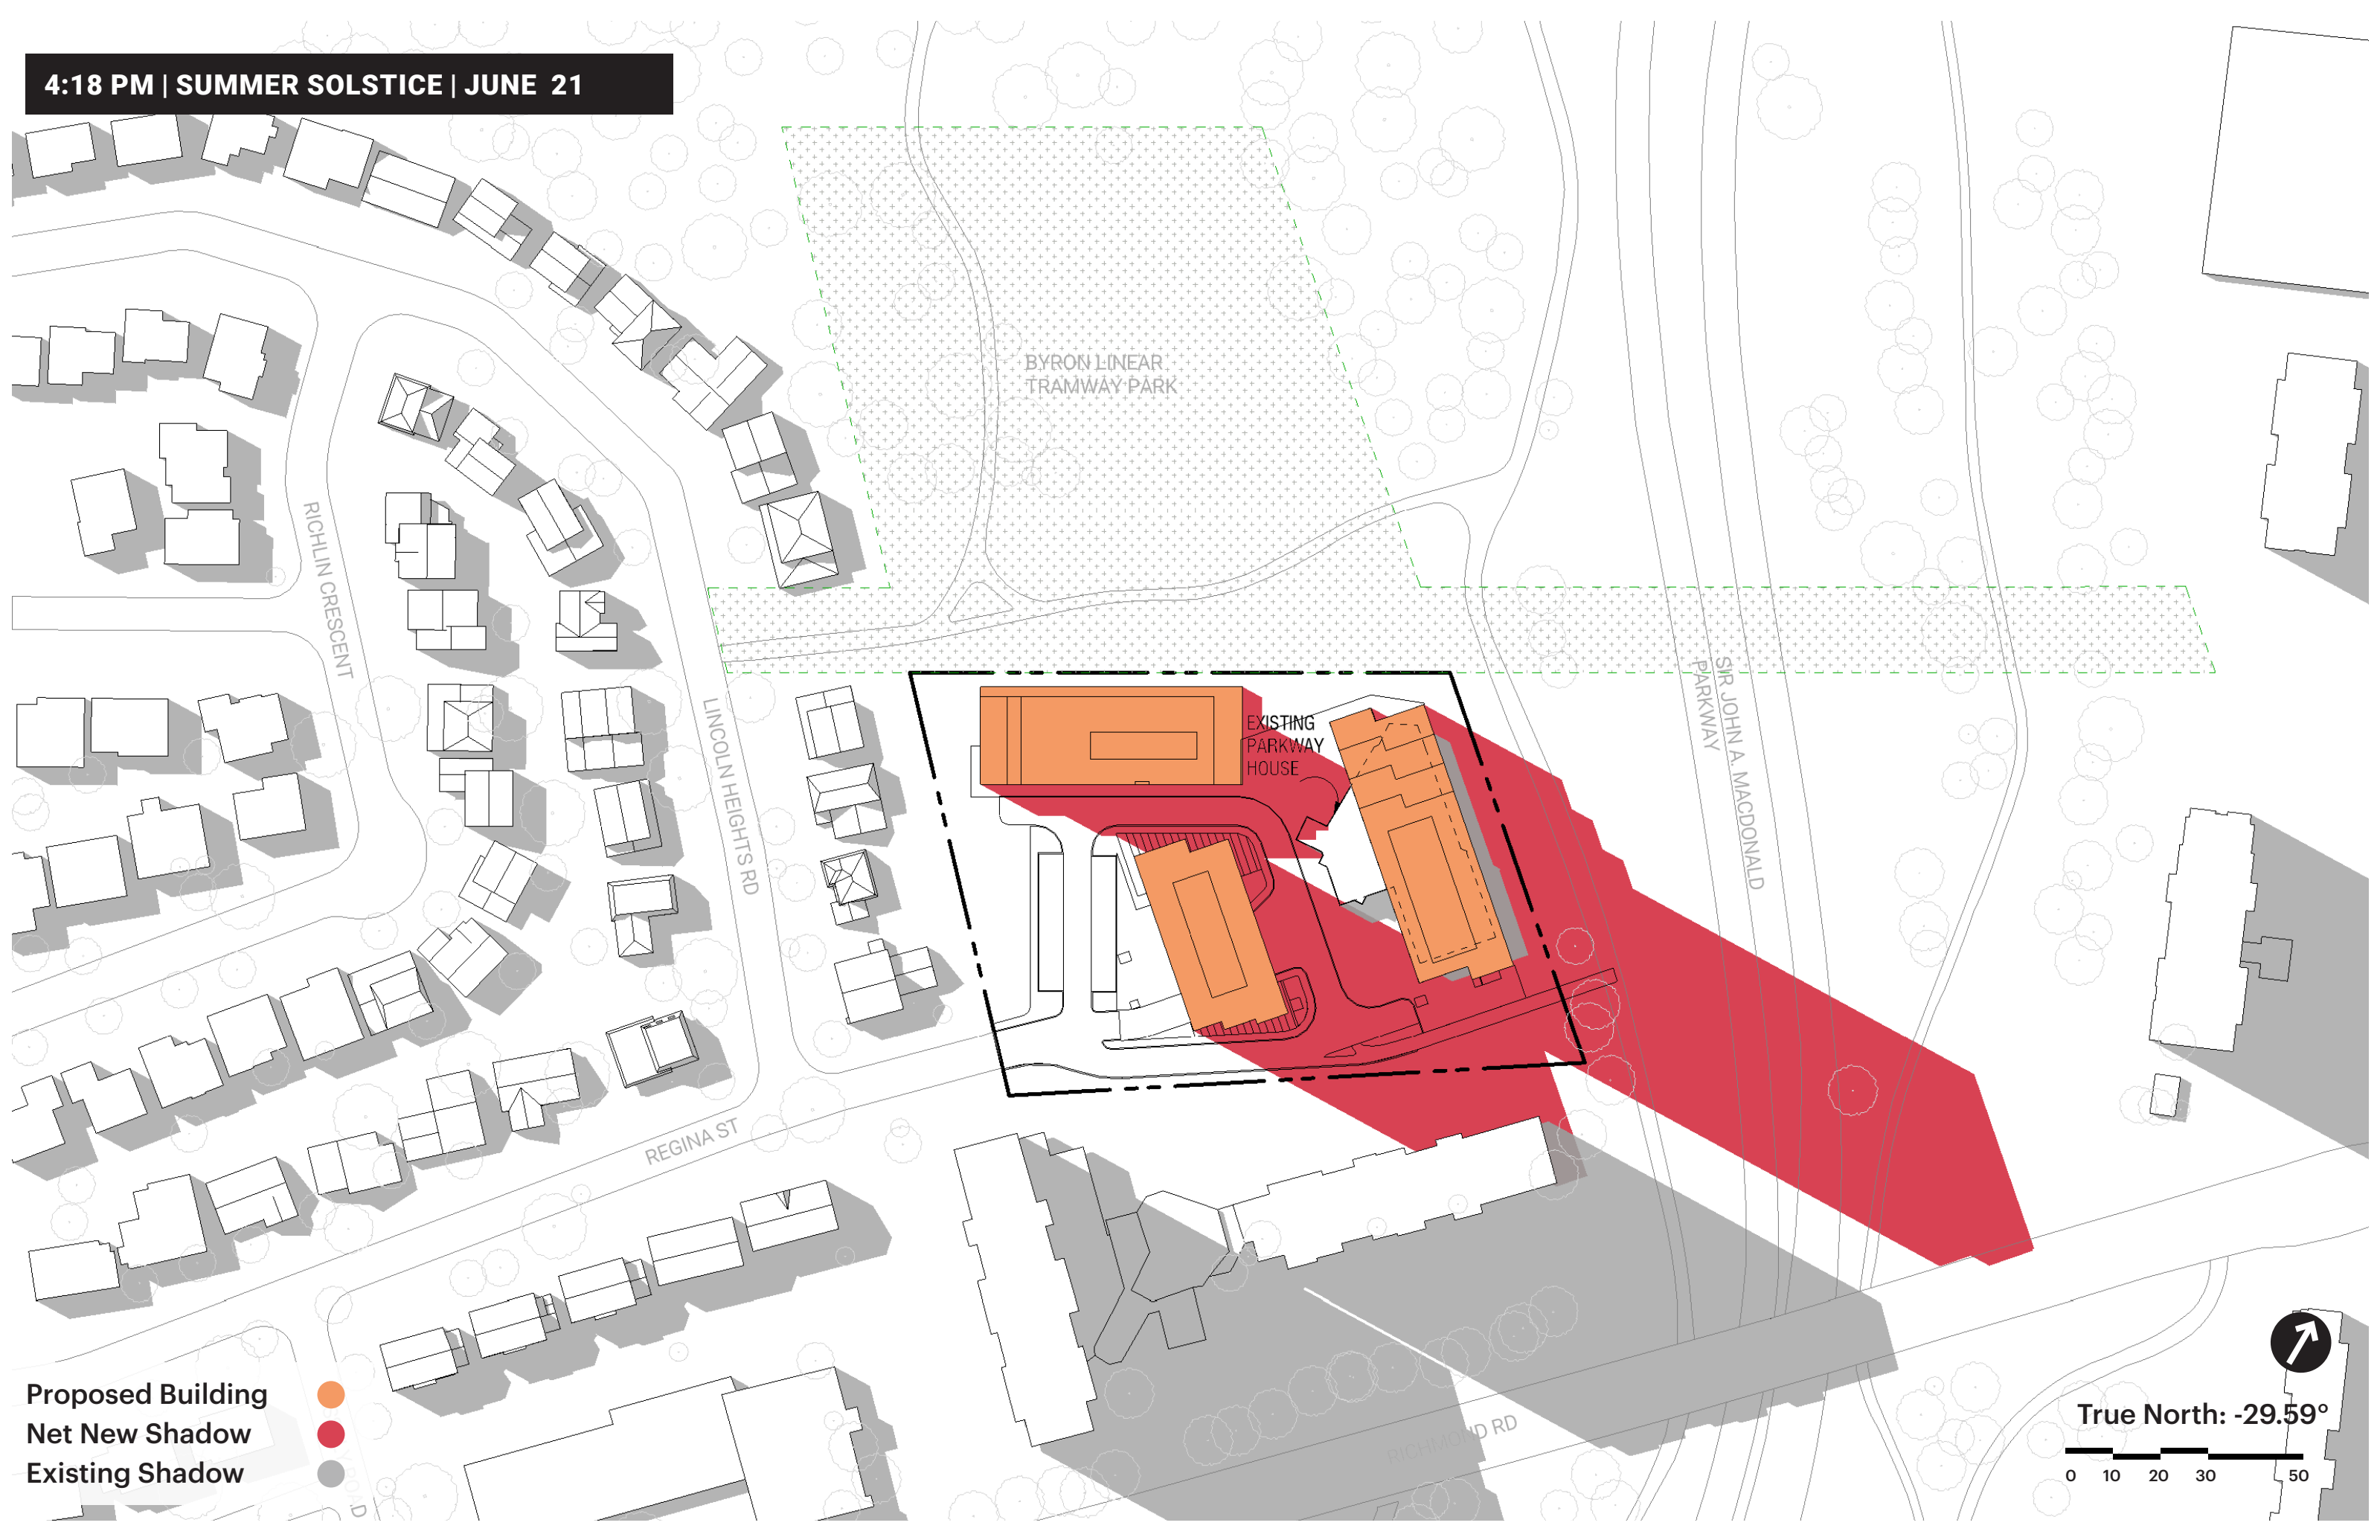 4:18 PM | SUMMER SOLSTICE | JUNE 21
BYRON LINEAR
TRAMWAY PARK
RICHLIN CRESCENT
LINCOLN HEIGHTS RD
SIR JOHN A. MACDONALD
PARKWAY
EXISTING
PARKWAY
HOUSE
REGINA ST
RICHMOND RD
Proposed Building
Net New Shadow
Existing Shadow
True North: -29.59°
0 10 20 30 50